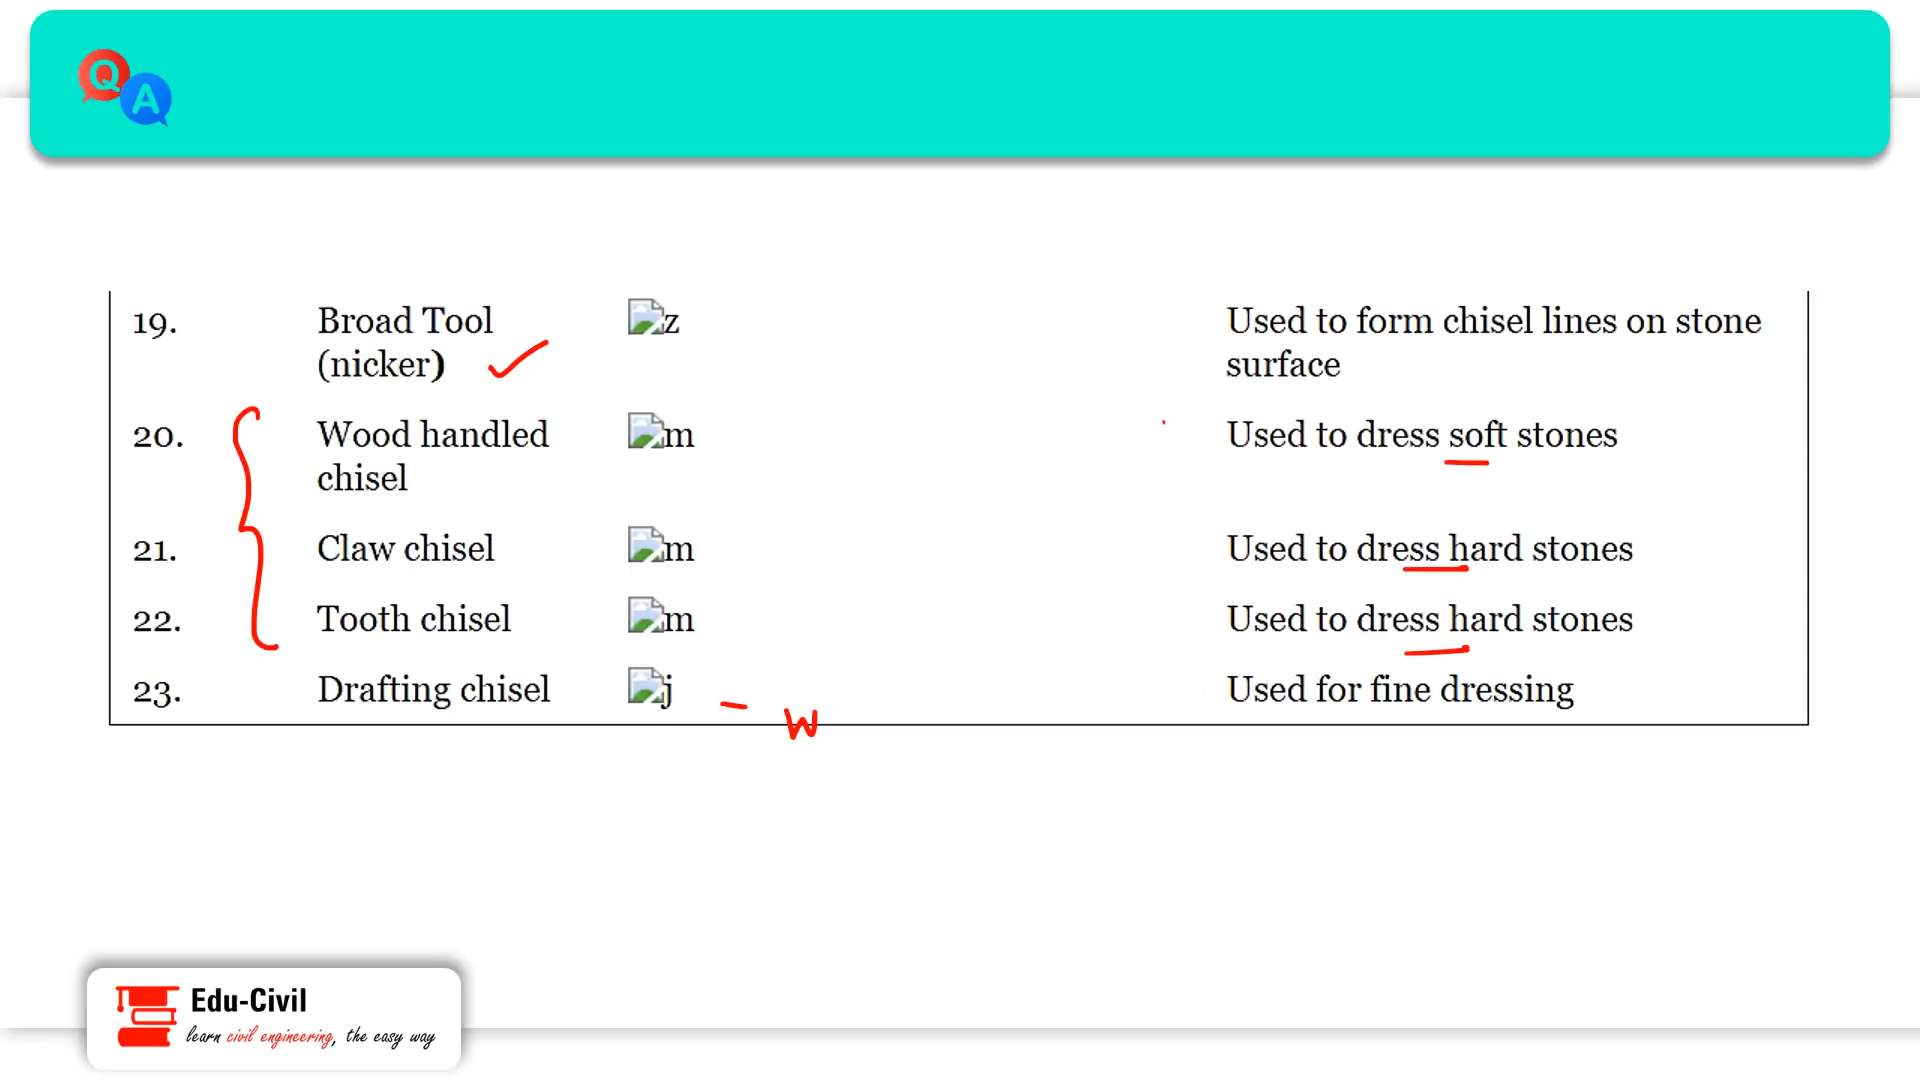 Q
A
19. Broad Tool z Used to form chisel lines on stone
(nicker) surface
20. Wood handled m Used to dress soft stones
chisel
21. Claw chisel m Used to dress hard stones
22. Tooth chisel m Used to dress hard stones
23. Drafting chisel j Used for fine dressing
- W
Edu-Civil
learn civil engineering, the easy way